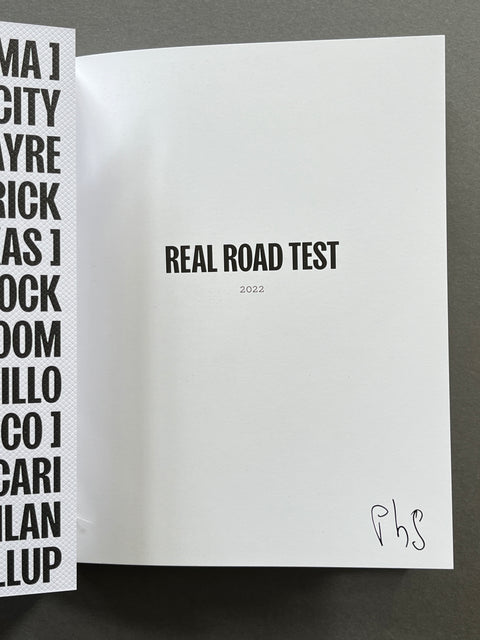 MA ]
CITY
AYRE
RICK
AS ]
OCK
OOM
ILLO
CO ]
CARI
ILAN
LLUP
REAL ROAD TEST
2022